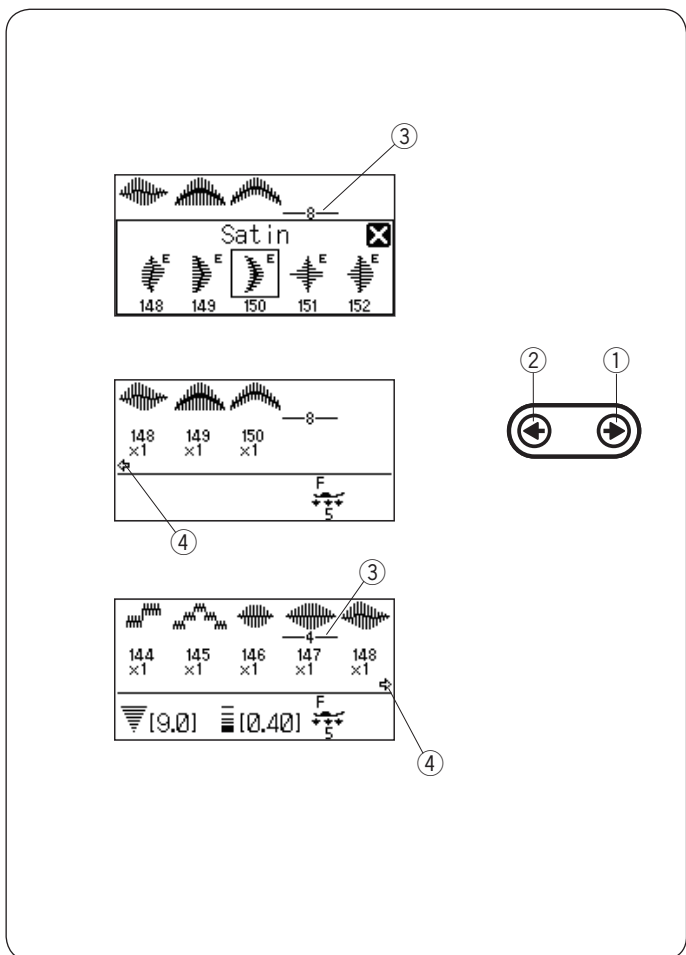 ③
—8—
Satin
E E E E E
148 149 150 151 152
② ①
—8—
148 149 150
×1 ×1 ×1
F
5
④
③
—4—
144 145 146 147 148
×1 ×1 ×1 ×1 ×1
[9.0] [0.40] F
5
④